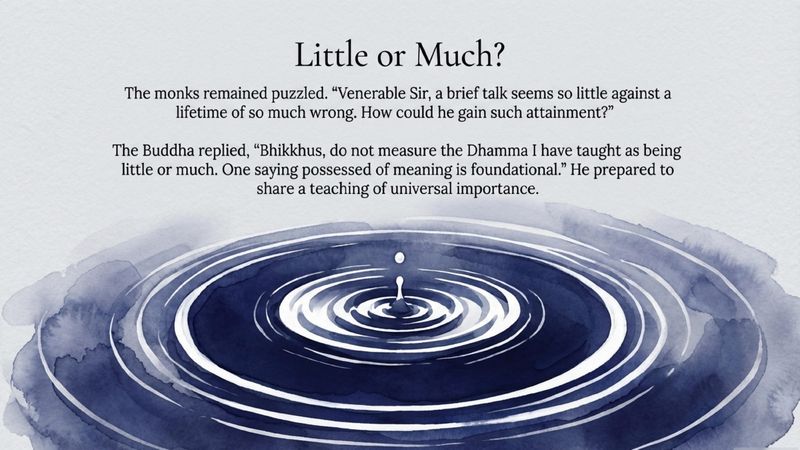 Little or Much?
The monks remained puzzled. “Venerable Sir, a brief talk seems so little against a
lifetime of so much wrong. How could he gain such attainment?”
The Buddha replied, “Bhikkhus, do not measure the Dhamma I have taught as being
little or much. One saying possessed of meaning is foundational.” He prepared to
share a teaching of universal importance.